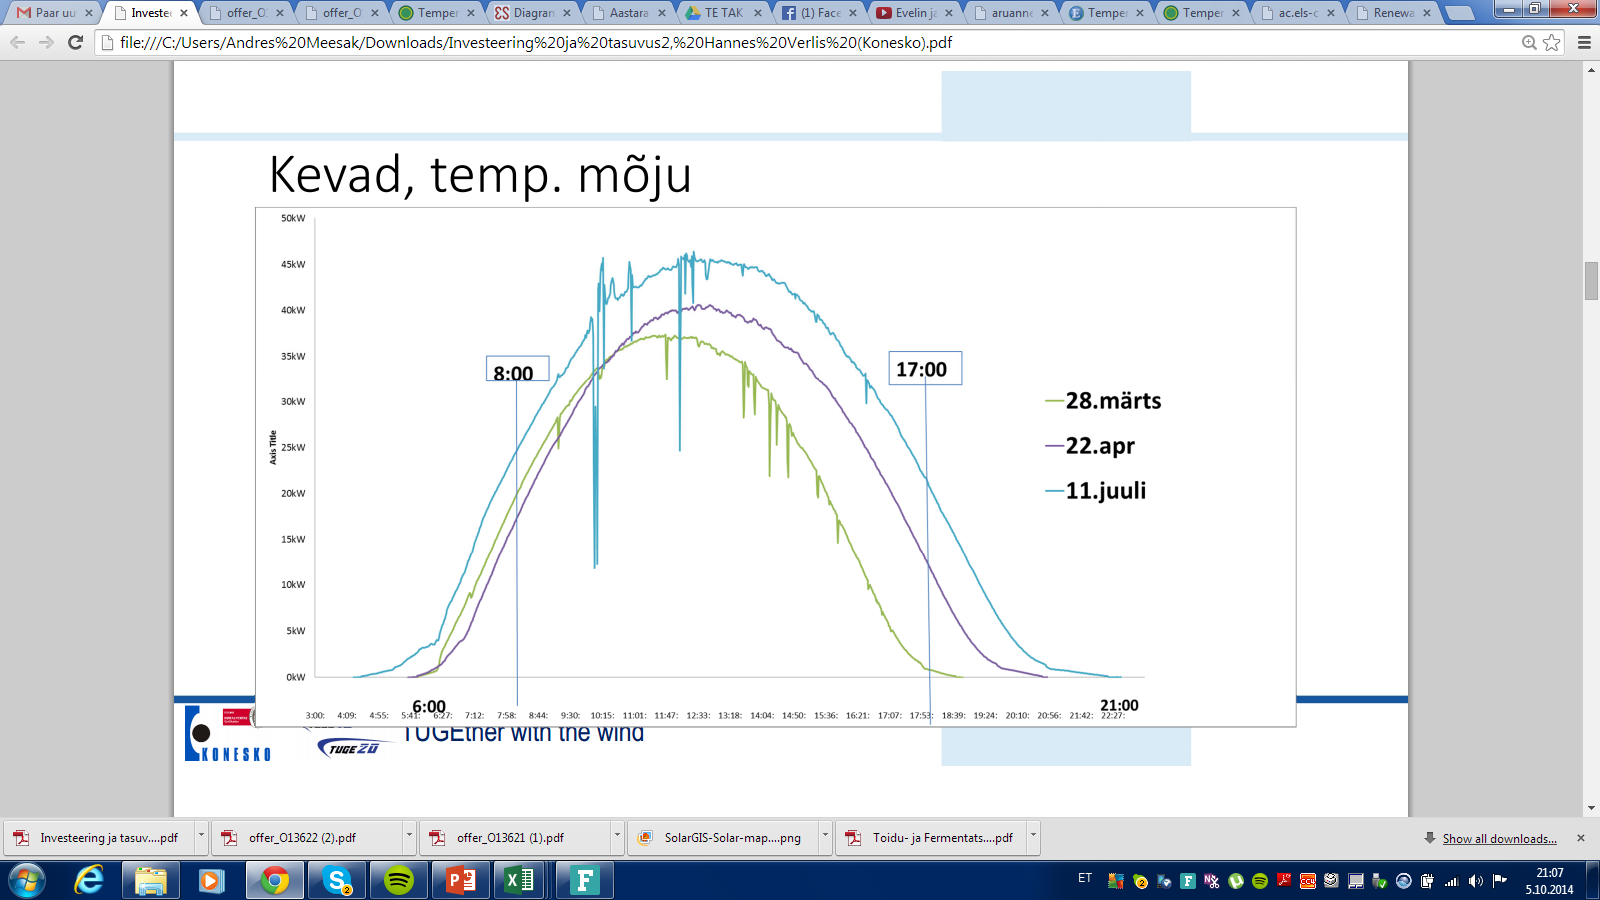 Paar uu
Investee
offer_O1
offer_O
Temper
Diagran
Aastara
TE TAK
(1) Face
Evelin ja
aruanne
Temper
Temper
ac.els-c
Renewa
file:///C:/Users/Andres%20Meesak/Downloads/Investeering%20ja%20tasuvus2,%20Hannes%20Verlis%20(Konesko).pdf
Kevad, temp. mõju
50kW
45kW
40kW
35kW
30kW
25kW
20kW
15kW
10kW
5kW
0kW
Axis Title
8:00
17:00
28.märts
22.apr
11.juuli
6:00
21:00
3:00: 4:09: 4:55: 5:41: 6:27: 7:12: 7:58: 8:44: 9:30: 10:15: 11:01: 11:47: 12:33: 13:18: 14:04: 14:50: 15:36: 16:21: 17:07: 17:53: 18:39: 19:24: 20:10: 20:56: 21:42: 22:27:
KONESKO
TUGE20
TUGEther with the wind
Investeering ja tasuv....pdf
offer_O13622 (2).pdf
offer_O13621 (1).pdf
SolarGIS-Solar-map....png
Toidu- ja Fermentats....pdf
Show all downloads...
ET
21:07
5.10.2014